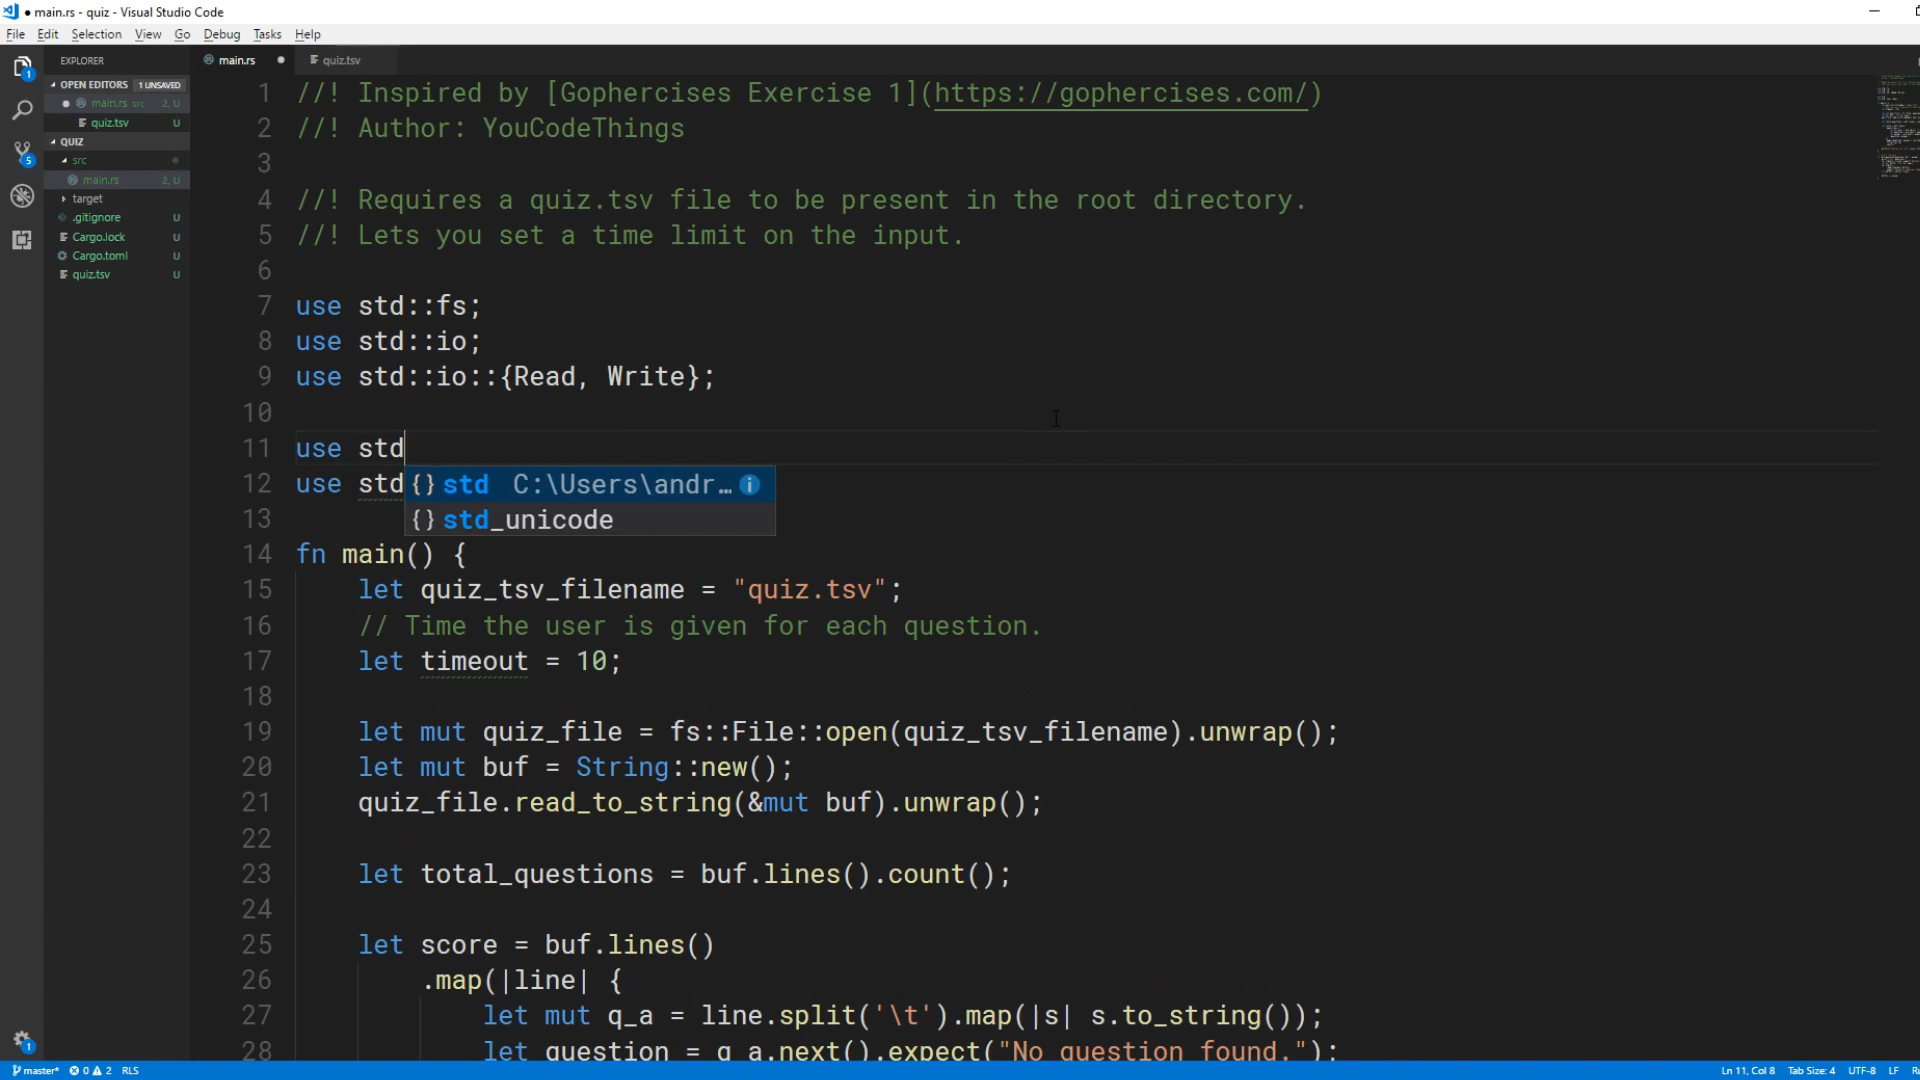 ● main.rs - quiz - Visual Studio Code
File Edit Selection View Go Debug Tasks Help
EXPLORER
OPEN EDITORS 1 UNSAVED
main.rs src 2, U
quiz.tsv U
QUIZ
src
main.rs 2, U
target
.gitignore U
Cargo.lock U
Cargo.toml U
quiz.tsv U
1
5
1
main.rs ● quiz.tsv
1 //! Inspired by [Gophercises Exercise 1](https://gophercises.com/)
2 //! Author: YouCodeThings
3
4 //! Requires a quiz.tsv file to be present in the root directory.
5 //! Lets you set a time limit on the input.
6
7 use std::fs;
8 use std::io;
9 use std::io::{Read, Write};
10
11 use std
12 use std
{} std C:\Users\andr…
{} std_unicode
13
14 fn main() {
15 let quiz_tsv_filename = "quiz.tsv";
16 // Time the user is given for each question.
17 let timeout = 10;
18
19 let mut quiz_file = fs::File::open(quiz_tsv_filename).unwrap();
20 let mut buf = String::new();
21 quiz_file.read_to_string(&mut buf).unwrap();
22
23 let total_questions = buf.lines().count();
24
25 let score = buf.lines()
26 .map(|line| {
27 let mut q_a = line.split('\t').map(|s| s.to_string());
28 let question = q_a.next().expect("No question found.");
master* 0 2 RLS
Ln 11, Col 8 Tab Size: 4 UTF-8 LF